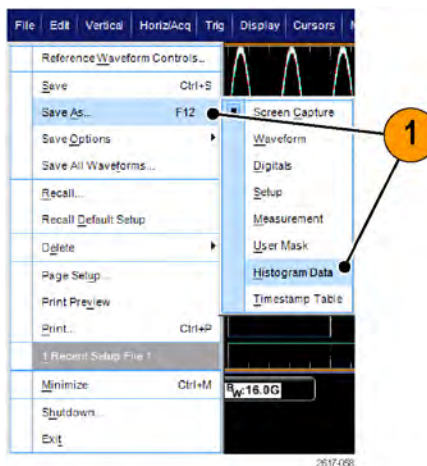 File Edit Vertical Horiz/Acq Trig Display Cursors
Reference Waveform Controls...
Save Ctrl+S
Save As... F12
Save Options
Save All Waveforms...
Recall...
Recall Default Setup
Delete
Page Setup...
Print Preview
Print... Ctrl+P
1 Recent Setup File 1
Minimize Ctrl+M
Shutdown...
Exit
Screen Capture
Waveform
Digitals
Setup
Measurement
User Mask
Histogram Data
Timestamp Table
1
BW:16.0G
2617-058